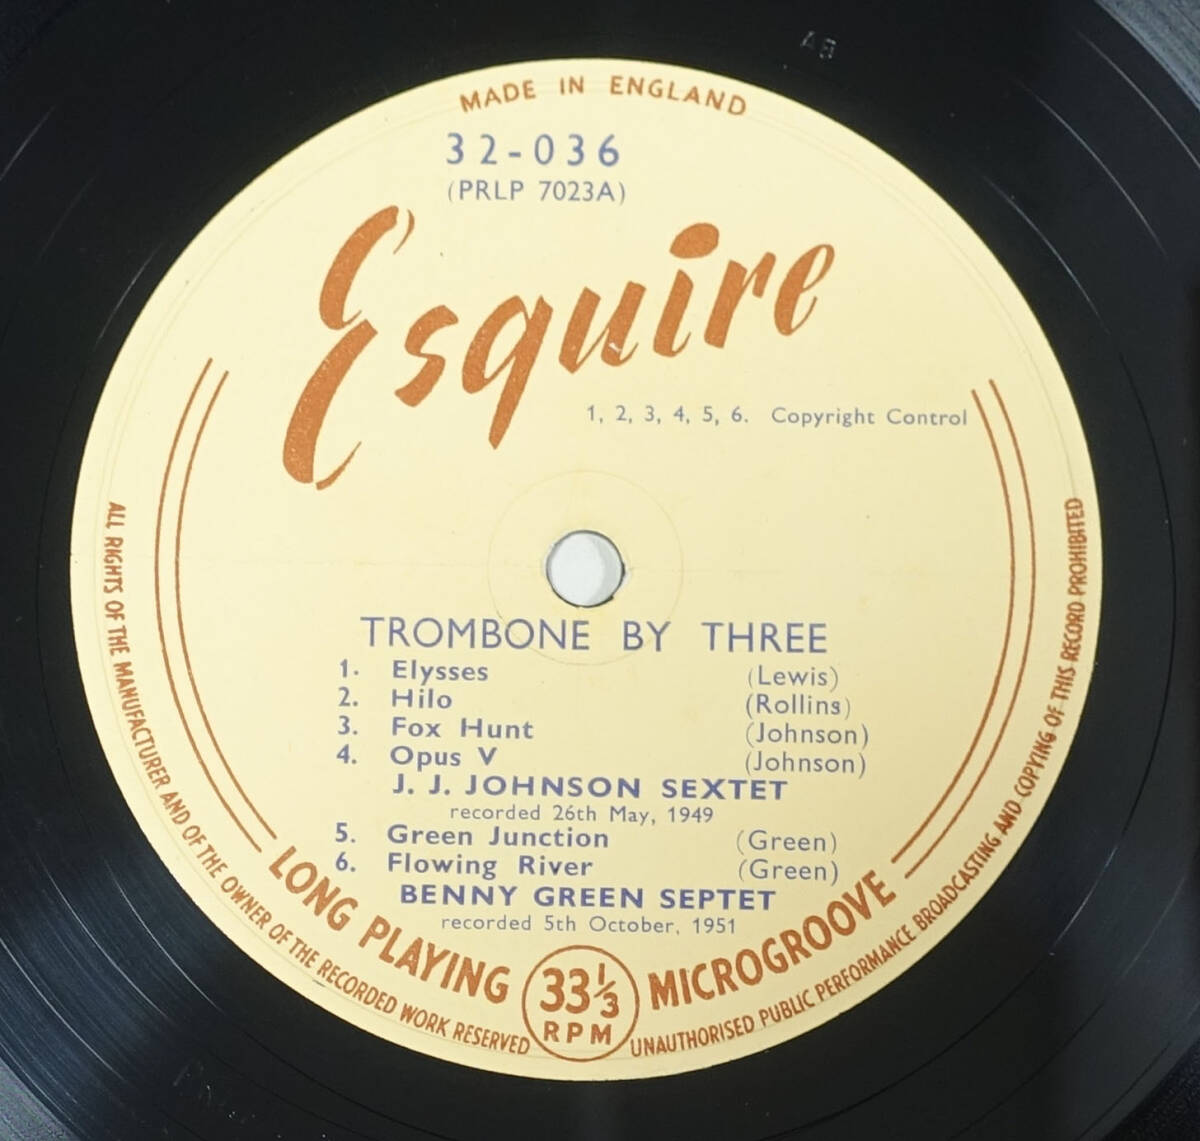 MADE IN ENGLAND
32-036
(PRLP 7023A)
Esquire
1, 2, 3, 4, 5, 6. Copyright Control
TROMBONE BY THREE
1. Elysses (Lewis)
2. Hilo (Rollins)
3. Fox Hunt (Johnson)
4. Opus V (Johnson)
J. J. JOHNSON SEXTET
recorded 26th May, 1949
5. Green Junction (Green)
6. Flowing River (Green)
BENNY GREEN SEPTET
recorded 5th October, 1951
LONG PLAYING 33⅓ RPM MICROGROOVE
ALL RIGHTS OF THE MANUFACTURER AND OF THE OWNER OF THE RECORDED WORK RESERVED
UNAUTHORISED PUBLIC PERFORMANCE BROADCASTING AND COPYING OF THIS RECORD PROHIBITED